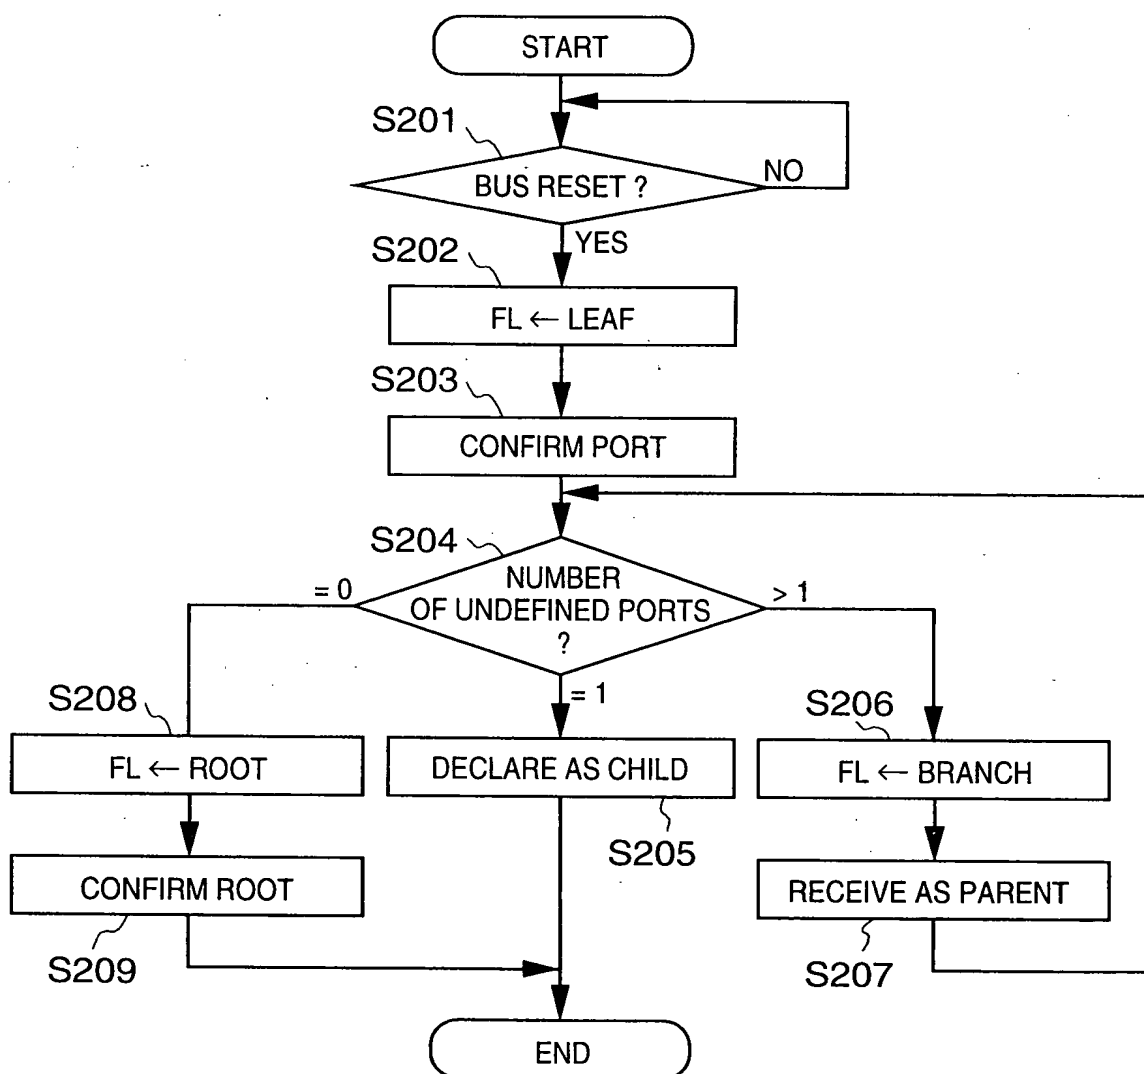 START
S201
BUS RESET ?
NO
YES
S202
FL ← LEAF
S203
CONFIRM PORT
S204
NUMBER
OF UNDEFINED PORTS
?
= 0
> 1
= 1
S208
FL ← ROOT
DECLARE AS CHILD
S205
S206
FL ← BRANCH
CONFIRM ROOT
S209
RECEIVE AS PARENT
S207
END